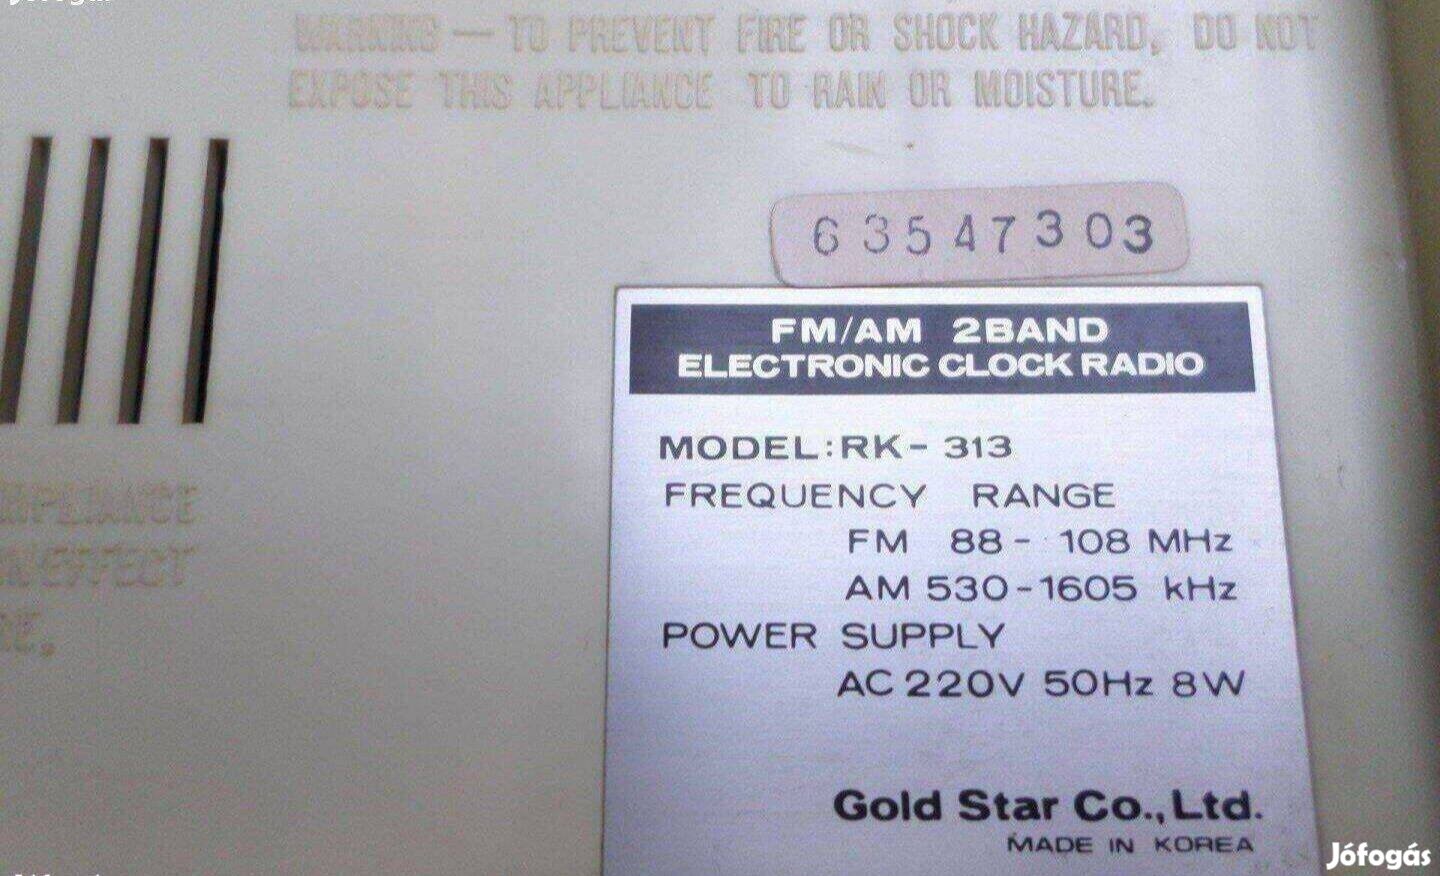 WARNING — TO PREVENT FIRE OR SHOCK HAZARD, DO NOT
EXPOSE THIS APPLIANCE TO RAIN OR MOISTURE.
63547303
FM/AM 2BAND
ELECTRONIC CLOCK RADIO
MODEL:RK-313
FREQUENCY RANGE
FM 88-108 MHz
AM 530-1605 kHz
POWER SUPPLY
AC 220V 50Hz 8W
Gold Star Co.,Ltd.
MADE IN KOREA
Jófogás